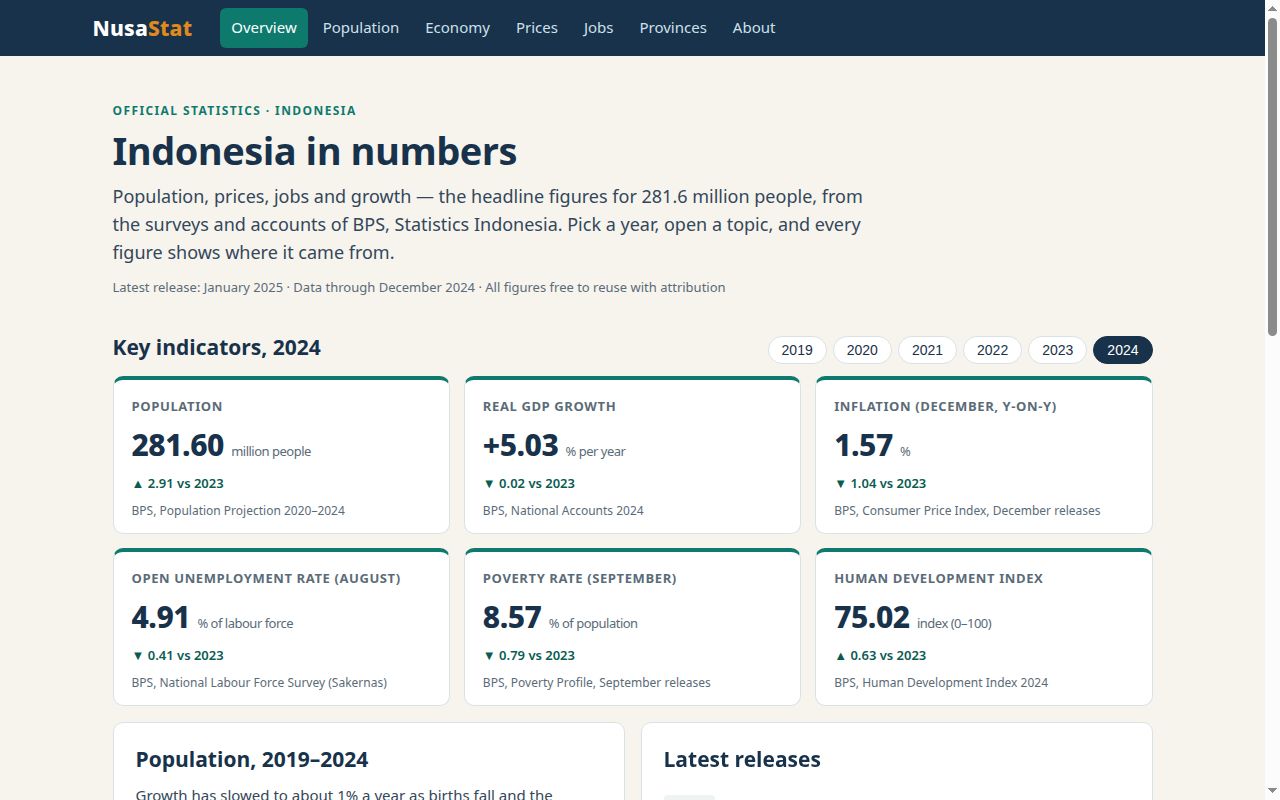 NusaStat Overview Population Economy Prices Jobs Provinces About
OFFICIAL STATISTICS · INDONESIA
Indonesia in numbers
Population, prices, jobs and growth — the headline figures for 281.6 million people, from
the surveys and accounts of BPS, Statistics Indonesia. Pick a year, open a topic, and every
figure shows where it came from.
Latest release: January 2025 · Data through December 2024 · All figures free to reuse with attribution
Key indicators, 2024
2019 2020 2021 2022 2023 2024
POPULATION
281.60 million people
▲ 2.91 vs 2023
BPS, Population Projection 2020–2024
REAL GDP GROWTH
+5.03 % per year
▼ 0.02 vs 2023
BPS, National Accounts 2024
INFLATION (DECEMBER, Y-ON-Y)
1.57 %
▼ 1.04 vs 2023
BPS, Consumer Price Index, December releases
OPEN UNEMPLOYMENT RATE (AUGUST)
4.91 % of labour force
▼ 0.41 vs 2023
BPS, National Labour Force Survey (Sakernas)
POVERTY RATE (SEPTEMBER)
8.57 % of population
▼ 0.79 vs 2023
BPS, Poverty Profile, September releases
HUMAN DEVELOPMENT INDEX
75.02 index (0–100)
▲ 0.63 vs 2023
BPS, Human Development Index 2024
Population, 2019–2024
Growth has slowed to about 1% a year as births fall and the
Latest releases